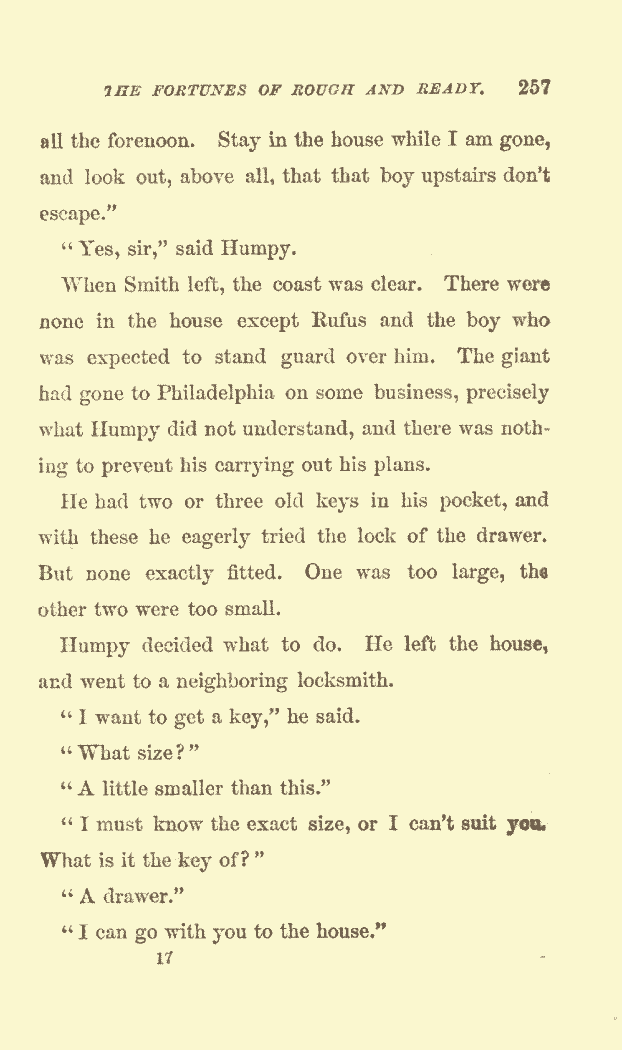 THE FORTUNES OF ROUGH AND READY. 257
all the forenoon. Stay in the house while I am gone,
and look out, above all, that that boy upstairs don't
escape."
"Yes, sir," said Humpy.
When Smith left, the coast was clear. There were
none in the house except Rufus and the boy who
was expected to stand guard over him. The giant
had gone to Philadelphia on some business, precisely
what Humpy did not understand, and there was noth-
ing to prevent his carrying out his plans.
He had two or three old keys in his pocket, and
with these he eagerly tried the lock of the drawer.
But none exactly fitted. One was too large, the
other two were too small.
Humpy decided what to do. He left the house,
and went to a neighboring locksmith.
"I want to get a key," he said.
"What size?"
"A little smaller than this."
"I must know the exact size, or I can't suit you.
What is it the key of?"
"A drawer."
"I can go with you to the house."
17